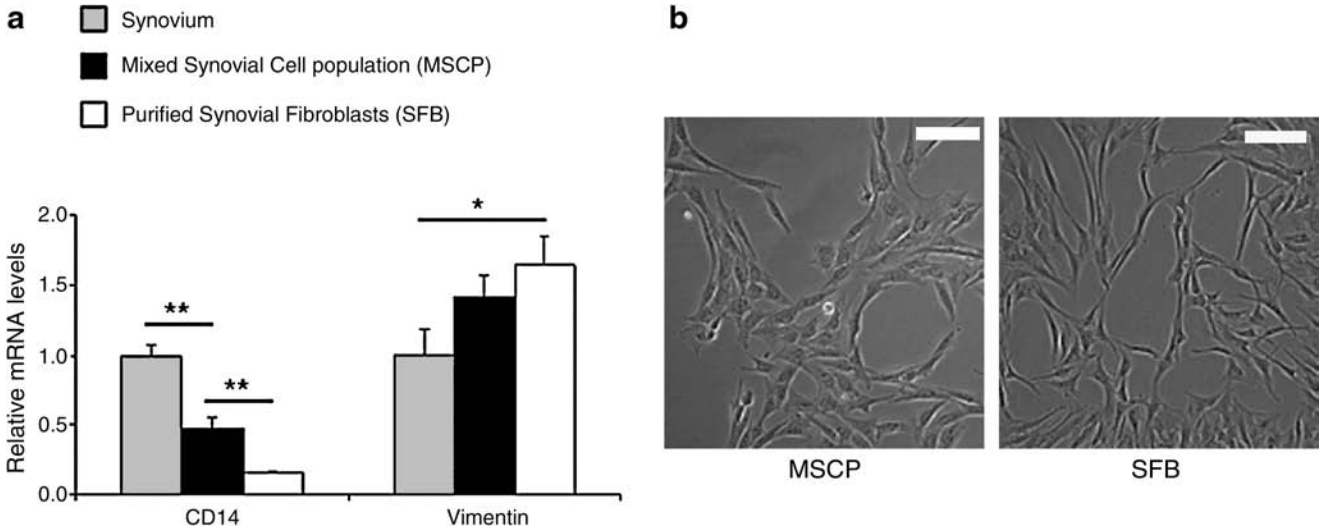 a
Synovium
Mixed Synovial Cell population (MSCP)
Purified Synovial Fibroblasts (SFB)
Relative mRNA levels
2.0
1.5
1.0
0.5
0.0
**
**
*
CD14
Vimentin
b
MSCP
SFB